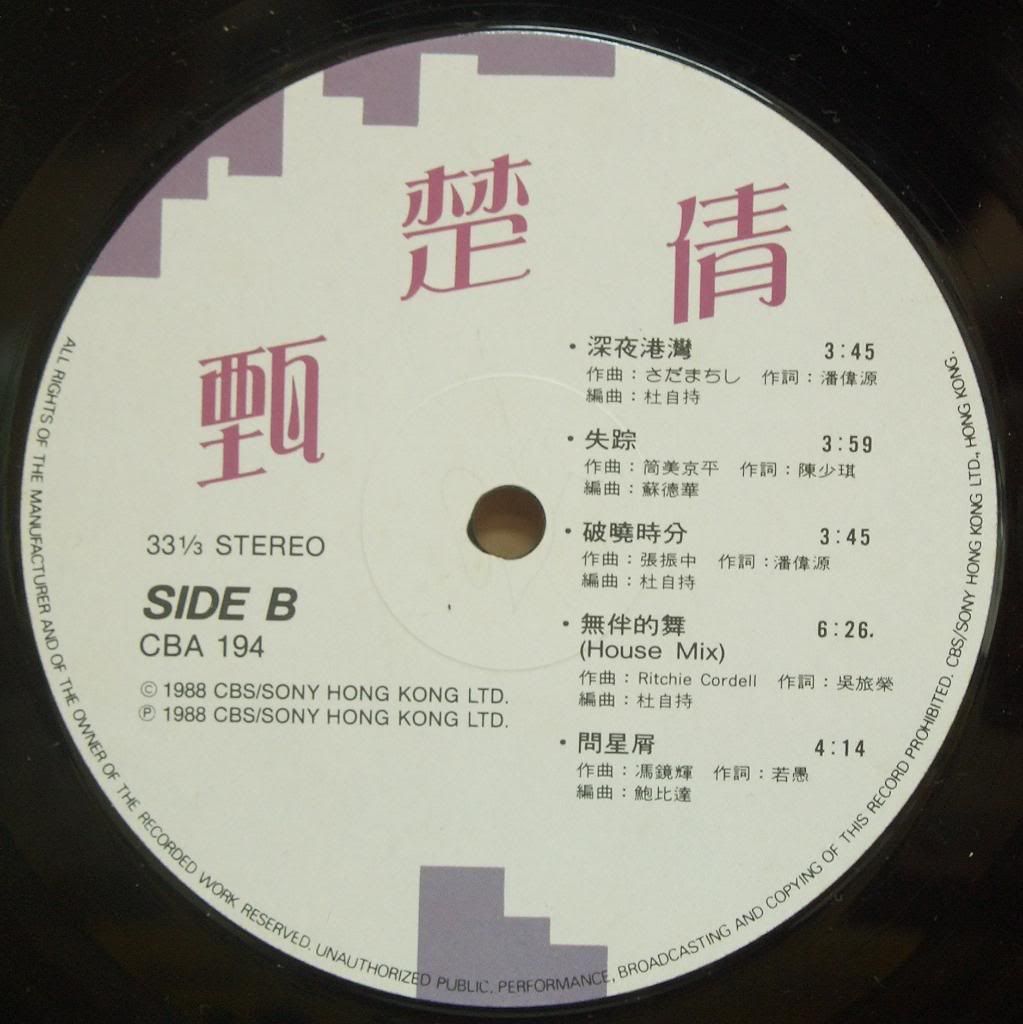 甄楚倩
33⅓ STEREO
SIDE B
CBA 194
© 1988 CBS/SONY HONG KONG LTD.
℗ 1988 CBS/SONY HONG KONG LTD.
・深夜港灣 3:45
作曲：さだまちし 作詞：潘偉源
編曲：杜自持
・失踪 3:59
作曲：筒美京平 作詞：陳少琪
編曲：蘇德華
・破曉時分 3:45
作曲：張振中 作詞：潘偉源
編曲：杜自持
・無伴的舞 6:26.
(House Mix)
作曲：Ritchie Cordell 作詞：吳旅榮
編曲：杜自持
・問星屑 4:14
作曲：馮鏡輝 作詞：若愚
編曲：鮑比達
ALL RIGHTS OF THE MANUFACTURER AND OF THE OWNER OF THE RECORDED WORK RESERVED. UNAUTHORIZED PUBLIC, PERFORMANCE, BROADCASTING AND COPYING OF THIS RECORD PROHIBITED. CBS/SONY HONG KONG LTD., HONG KONG.